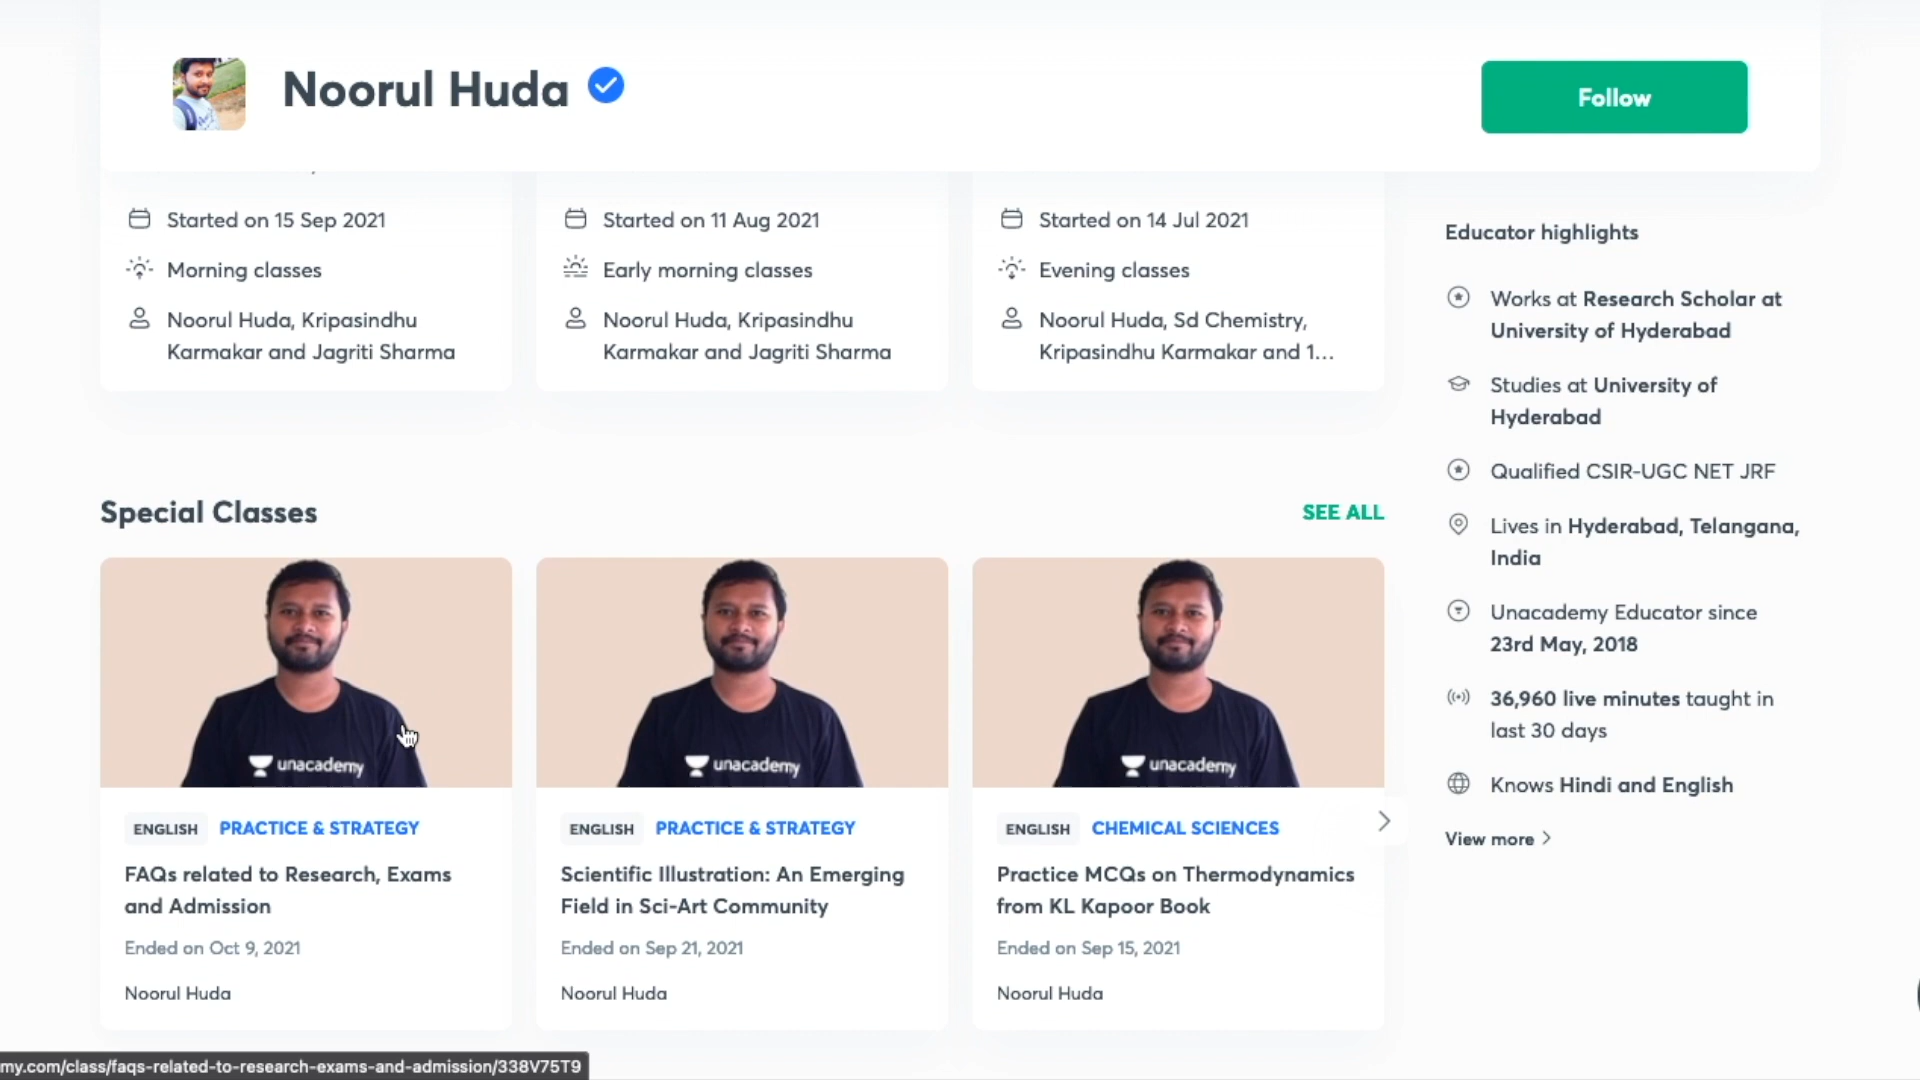 Noorul Huda
Follow
Started on 15 Sep 2021
Morning classes
Noorul Huda, Kripasindhu
Karmakar and Jagriti Sharma
Started on 11 Aug 2021
Early morning classes
Noorul Huda, Kripasindhu
Karmakar and Jagriti Sharma
Started on 14 Jul 2021
Evening classes
Noorul Huda, Sd Chemistry,
Kripasindhu Karmakar and 1...
Special Classes
SEE ALL
unacademy
ENGLISH PRACTICE & STRATEGY
FAQs related to Research, Exams
and Admission
Ended on Oct 9, 2021
Noorul Huda
unacademy
ENGLISH PRACTICE & STRATEGY
Scientific Illustration: An Emerging
Field in Sci-Art Community
Ended on Sep 21, 2021
Noorul Huda
unacademy
ENGLISH CHEMICAL SCIENCES
Practice MCQs on Thermodynamics
from KL Kapoor Book
Ended on Sep 15, 2021
Noorul Huda
Educator highlights
Works at Research Scholar at
University of Hyderabad
Studies at University of
Hyderabad
Qualified CSIR-UGC NET JRF
Lives in Hyderabad, Telangana,
India
Unacademy Educator since
23rd May, 2018
36,960 live minutes taught in
last 30 days
Knows Hindi and English
View more
my.com/class/faqs-related-to-research-exams-and-admission/338V75T9